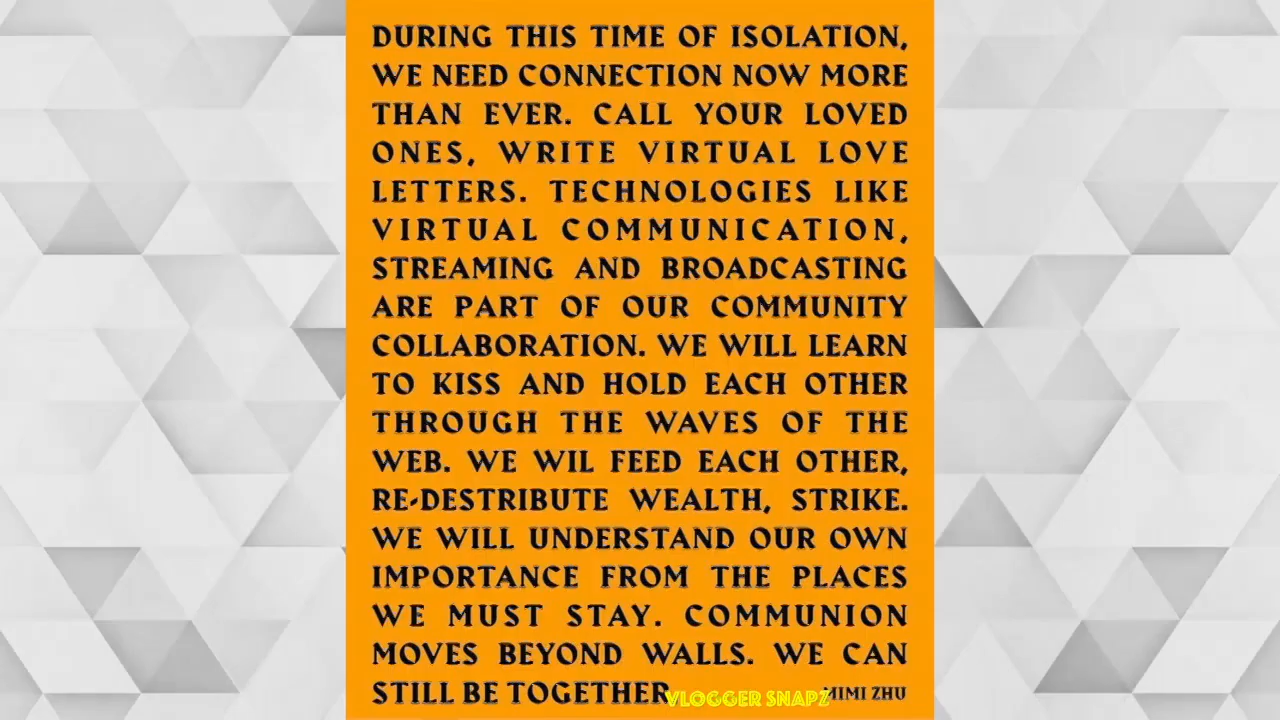 DURING THIS TIME OF ISOLATION,
WE NEED CONNECTION NOW MORE
THAN EVER. CALL YOUR LOVED
ONES, WRITE VIRTUAL LOVE
LETTERS. TECHNOLOGIES LIKE
VIRTUAL COMMUNICATION,
STREAMING AND BROADCASTING
ARE PART OF OUR COMMUNITY
COLLABORATION. WE WILL LEARN
TO KISS AND HOLD EACH OTHER
THROUGH THE WAVES OF THE
WEB. WE WIL FEED EACH OTHER,
RE-DESTRIBUTE WEALTH, STRIKE.
WE WILL UNDERSTAND OUR OWN
IMPORTANCE FROM THE PLACES
WE MUST STAY. COMMUNION
MOVES BEYOND WALLS. WE CAN
STILL BE TOGETHER
VLOGGER SNAPZ
MIMI ZHU